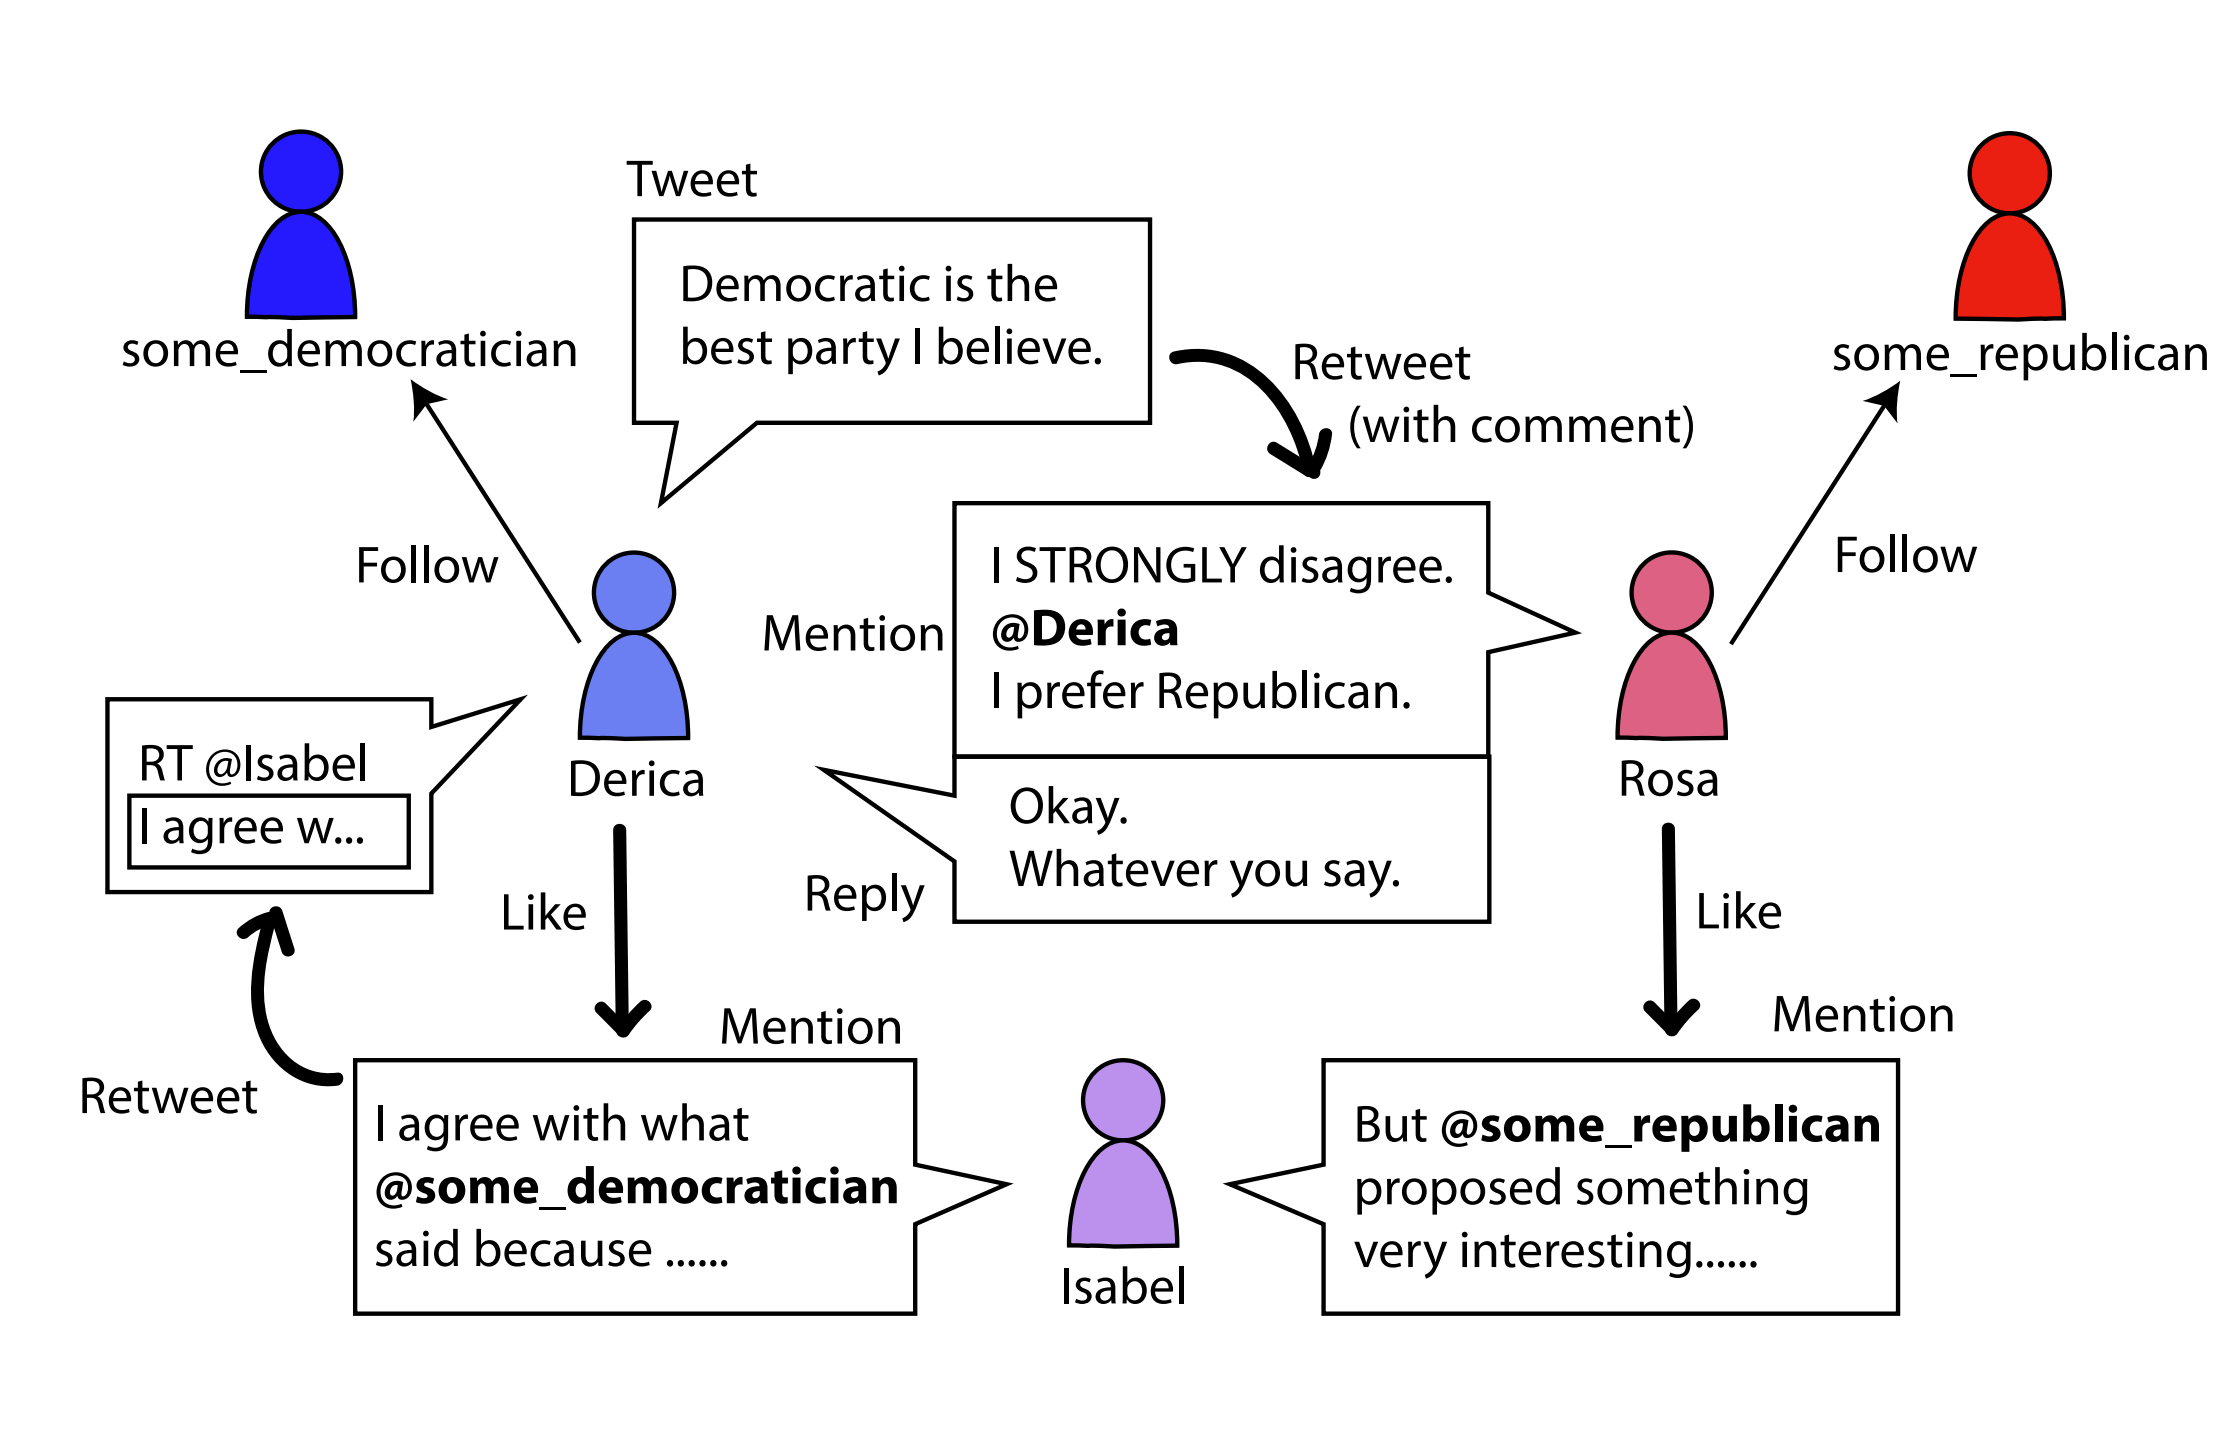 Tweet
Democratic is the
best party I believe.
some_democratician
some_republican
Retweet
(with comment)
Follow
Follow
Mention
I STRONGLY disagree.
@Derica
I prefer Republican.
RT @Isabel
I agree w...
Derica
Rosa
Okay.
Whatever you say.
Reply
Like
Like
Retweet
Mention
Mention
I agree with what
@some_democratician
said because ......
Isabel
But @some_republican
proposed something
very interesting......